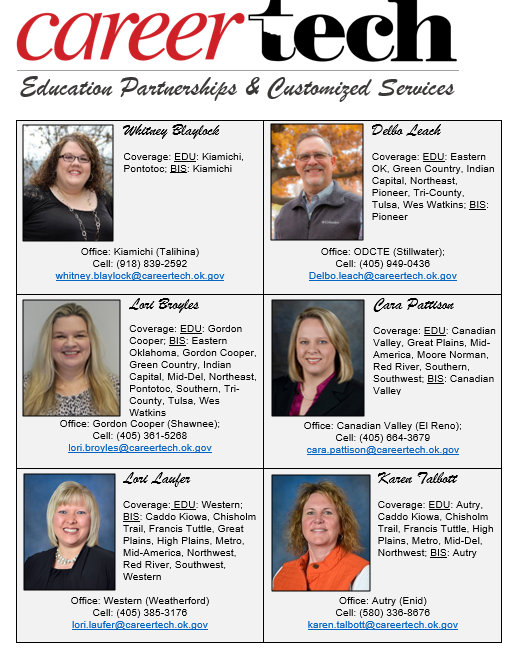 careertech
Education Partnerships & Customized Services
Whitney Blaylock
Coverage: EDU: Kiamichi,
Pontotoc; BIS: Kiamichi
Office: Kiamichi (Talihina)
Cell: (918) 839-2592
whitney.blaylock@careertech.ok.gov
Delbo Leach
Coverage: EDU: Eastern
OK, Green Country, Indian
Capital, Northeast,
Pioneer, Tri-County,
Tulsa, Wes Watkins; BIS:
Pioneer
Office: ODCTE (Stillwater);
Cell: (405) 949-0436
Delbo.leach@careertech.ok.gov
Lori Broyles
Coverage: EDU: Gordon
Cooper; BIS: Eastern
Oklahoma, Gordon Cooper,
Green Country, Indian
Capital, Mid-Del, Northeast,
Pontotoc, Southern, Tri-
County, Tulsa, Wes
Watkins
Office: Gordon Cooper (Shawnee);
Cell: (405) 361-5268
lori.broyles@careertech.ok.gov
Cara Pattison
Coverage: EDU: Canadian
Valley, Great Plains, Mid-
America, Moore Norman,
Red River, Southern,
Southwest; BIS: Canadian
Valley
Office: Canadian Valley (El Reno);
Cell: (405) 664-3679
cara.pattison@careertech.ok.gov
Lori Laufer
Coverage: EDU: Western;
BIS: Caddo Kiowa, Chisholm
Trail, Francis Tuttle, Great
Plains, High Plains, Metro,
Mid-America, Northwest,
Red River, Southwest,
Western
Office: Western (Weatherford)
Cell: (405) 385-3176
lori.laufer@careertech.ok.gov
Karen Talbott
Coverage: EDU: Autry,
Caddo Kiowa, Chisholm
Trail, Francis Tuttle, High
Plains, Metro, Mid-Del,
Northwest; BIS: Autry
Office: Autry (Enid)
Cell: (580) 336-8676
karen.talbott@careertech.ok.gov